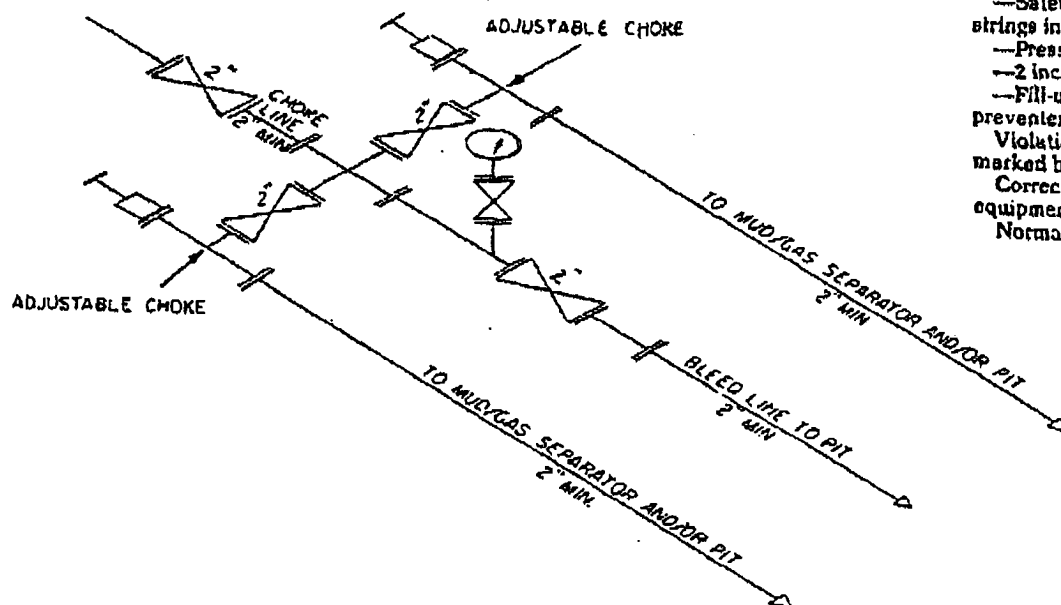 ADJUSTABLE CHOKE
2"
CHOKE
LINE
2" MIN
2"
2"
2"
ADJUSTABLE CHOKE
TO MUD/GAS SEPARATOR AND/OR PIT
2" MIN
BLEED LINE TO PIT
2" MIN
TO MUD/GAS SEPARATOR AND/OR PIT
2" MIN.
strings in
—Press
—2 inc
—Fill-u
preventer
Violati
marked b
Correc
equipmen
Norma